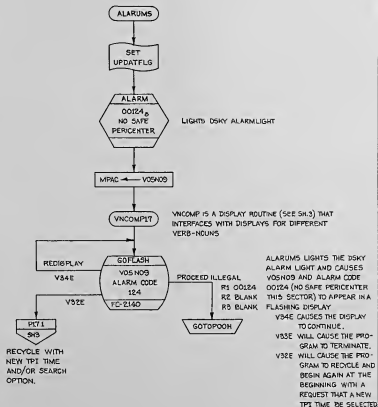 ALARUMS
SET
UPDATFLG
ALARM
00124₈
NO SAFE
PERICENTER
LIGHTS DSKY ALARMLIGHT
MPAC ← V05N09
VNCOMP17
VNCOMP IS A DISPLAY ROUTINE (SEE SH.3) THAT
INTERFACES WITH DISPLAYS FOR DIFFERENT
VERB-NOUNS
REDISPLAY
V34E
GOFLASH
V05N09
ALARM CODE
124
FC-2140
PROCEED ILLEGAL
GOTOPOOH
V32E
P17.1
SH3
RECYCLE WITH
NEW TPI TIME
AND/OR SEARCH
OPTION.
ALARUMS LIGHTS THE DSKY
ALARM LIGHT AND CAUSES
V05N09 AND ALARM CODE
R1 00124 00124 (NO SAFE PERICENTER
R2 BLANK THIS SECTOR) TO APPEAR IN A
R3 BLANK FLASHING DISPLAY
V34E CAUSES THE DISPLAY
TO CONTINUE.
V33E WILL CAUSE THE PRO-
GRAM TO TERMINATE.
V32E WILL CAUSE THE PRO-
GRAM TO RECYCLE AND
BEGIN AGAIN AT THE
BEGINNING WITH A
REQUEST THAT A NEW
TPI TIME BE SELECTED